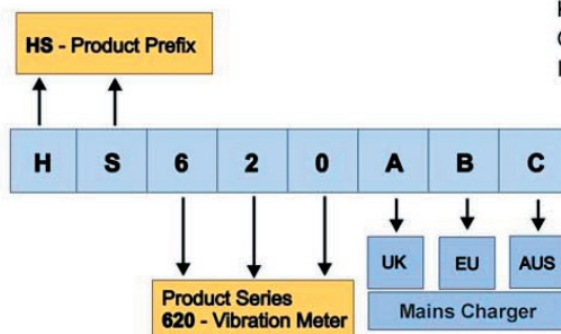 HS - Product Prefix
H S 6 2 0 A B C
UK EU AUS
Mains Charger
Product Series
620 - Vibration Meter